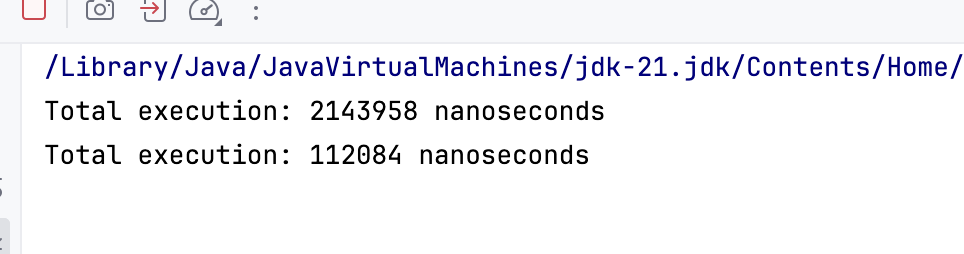 /Library/Java/JavaVirtualMachines/jdk-21.jdk/Contents/Home/
Total execution: 2143958 nanoseconds
Total execution: 112084 nanoseconds